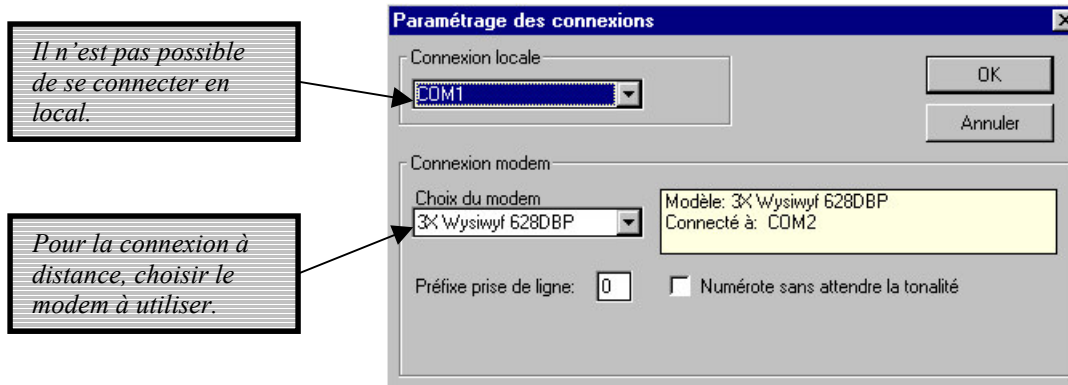 Il n’est pas possible
de se connecter en
local.
Pour la connexion à
distance, choisir le
modem à utiliser.
Paramétrage des connexions
Connexion locale
COM1
OK
Annuler
Connexion modem
Choix du modem
3X Wysiwyf 628DBP
Modèle: 3X Wysiwyf 628DBP
Connecté à: COM2
Préfixe prise de ligne: 0
Numérote sans attendre la tonalité